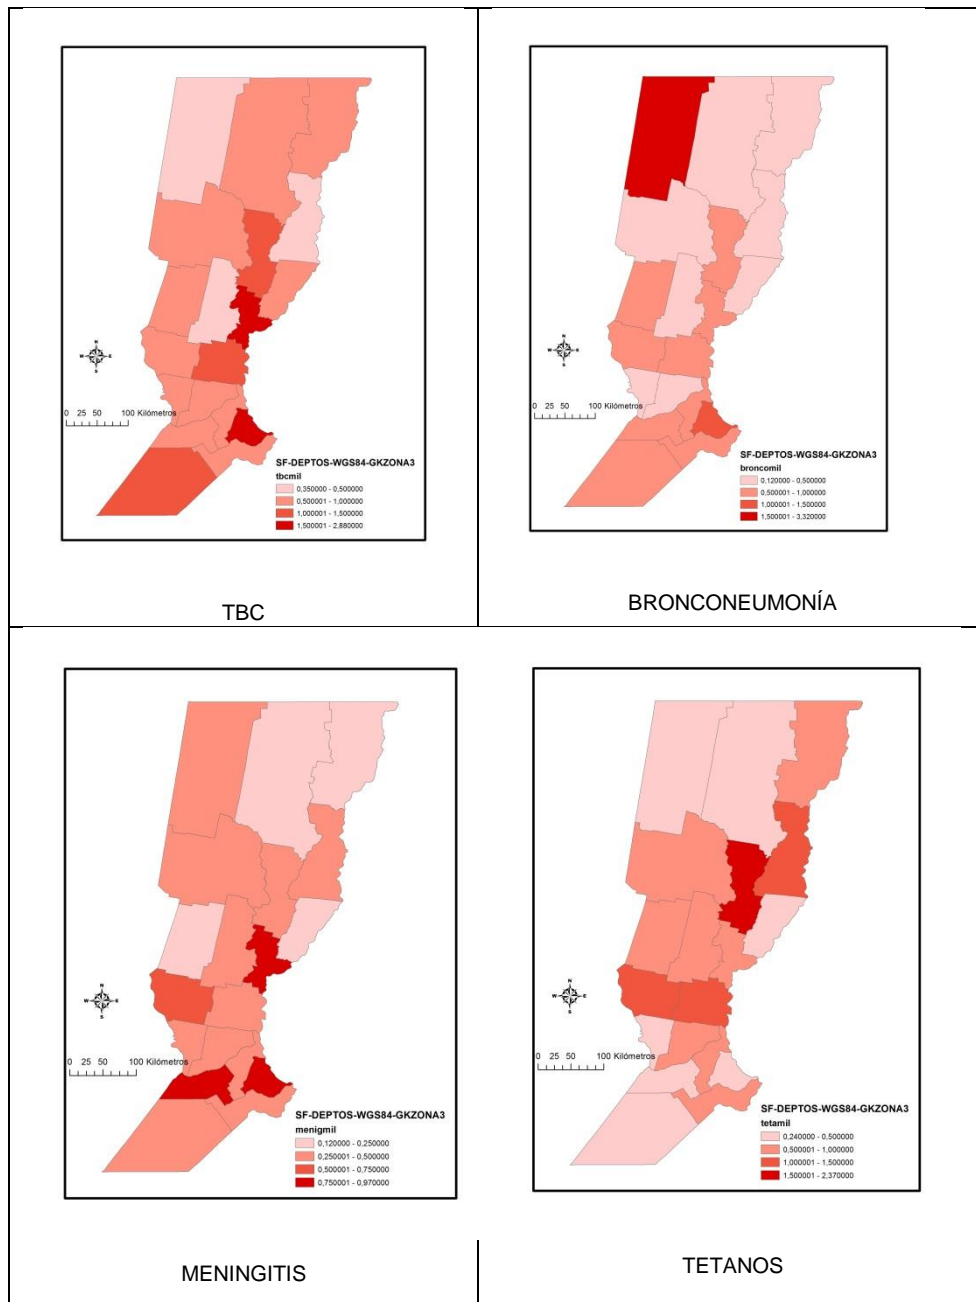 N
W E
S
0 25 50 100 Kilómetros
SF-DEPTOS-WGS84-GKZONA3
tbcmil
0,350000 - 0,500000
0,500001 - 1,000000
1,000001 - 1,500000
1,500001 - 2,880000
TBC
N
W E
S
0 25 50 100 Kilómetros
SF-DEPTOS-WGS84-GKZONA3
broncomil
0,120000 - 0,500000
0,500001 - 1,000000
1,000001 - 1,500000
1,500001 - 3,320000
BRONCONEUMONÍA
N
W E
S
0 25 50 100 Kilómetros
SF-DEPTOS-WGS84-GKZONA3
menigmil
0,120000 - 0,250000
0,250001 - 0,500000
0,500001 - 0,750000
0,750001 - 0,970000
MENINGITIS
N
W E
S
0 25 50 100 Kilómetros
SF-DEPTOS-WGS84-GKZONA3
tetamil
0,240000 - 0,500000
0,500001 - 1,000000
1,000001 - 1,500000
1,500001 - 2,370000
TETANOS